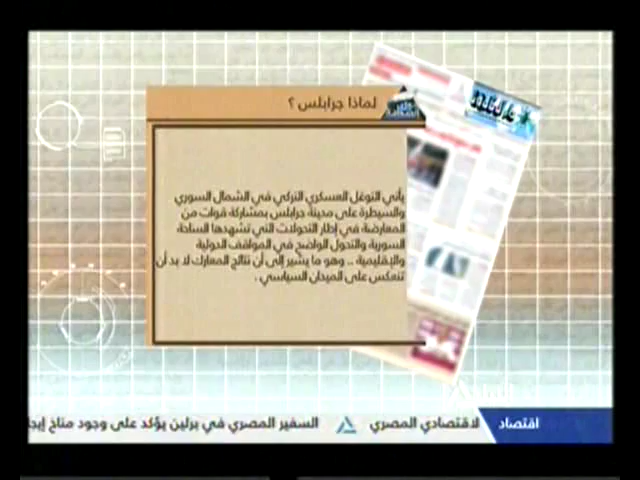 لماذا جرابلس ؟
يأتي التوغل العسكري التركي في الشمال السوري
والسيطرة على مدينة جرابلس بمشاركة قوات من
المعارضة في إطار التحولات التي تشهدها الساحة
السورية والتحول الواضح في المواقف الدولية
والإقليمية .. وهو ما يشير إلى أن نتائج المعارك لا بد أن
تنعكس على الميدان السياسي .
اقتصاد
لاقتصادي المصري
السفير المصري في برلين يؤكد على وجود مناخ إيجا